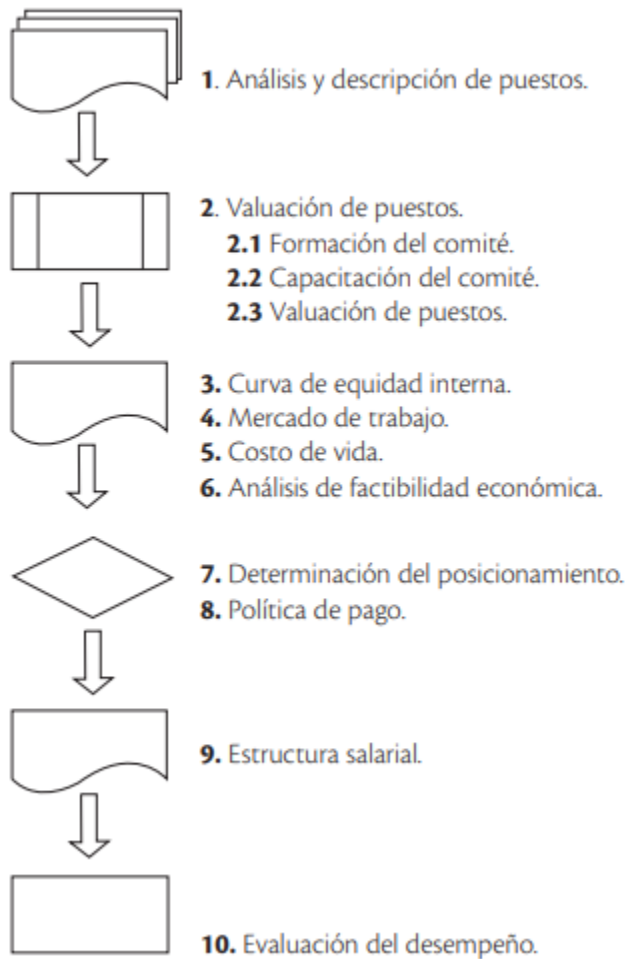 1. Análisis y descripción de puestos.
2. Valuación de puestos.
2.1 Formación del comité.
2.2 Capacitación del comité.
2.3 Valuación de puestos.
3. Curva de equidad interna.
4. Mercado de trabajo.
5. Costo de vida.
6. Análisis de factibilidad económica.
7. Determinación del posicionamiento.
8. Política de pago.
9. Estructura salarial.
10. Evaluación del desempeño.